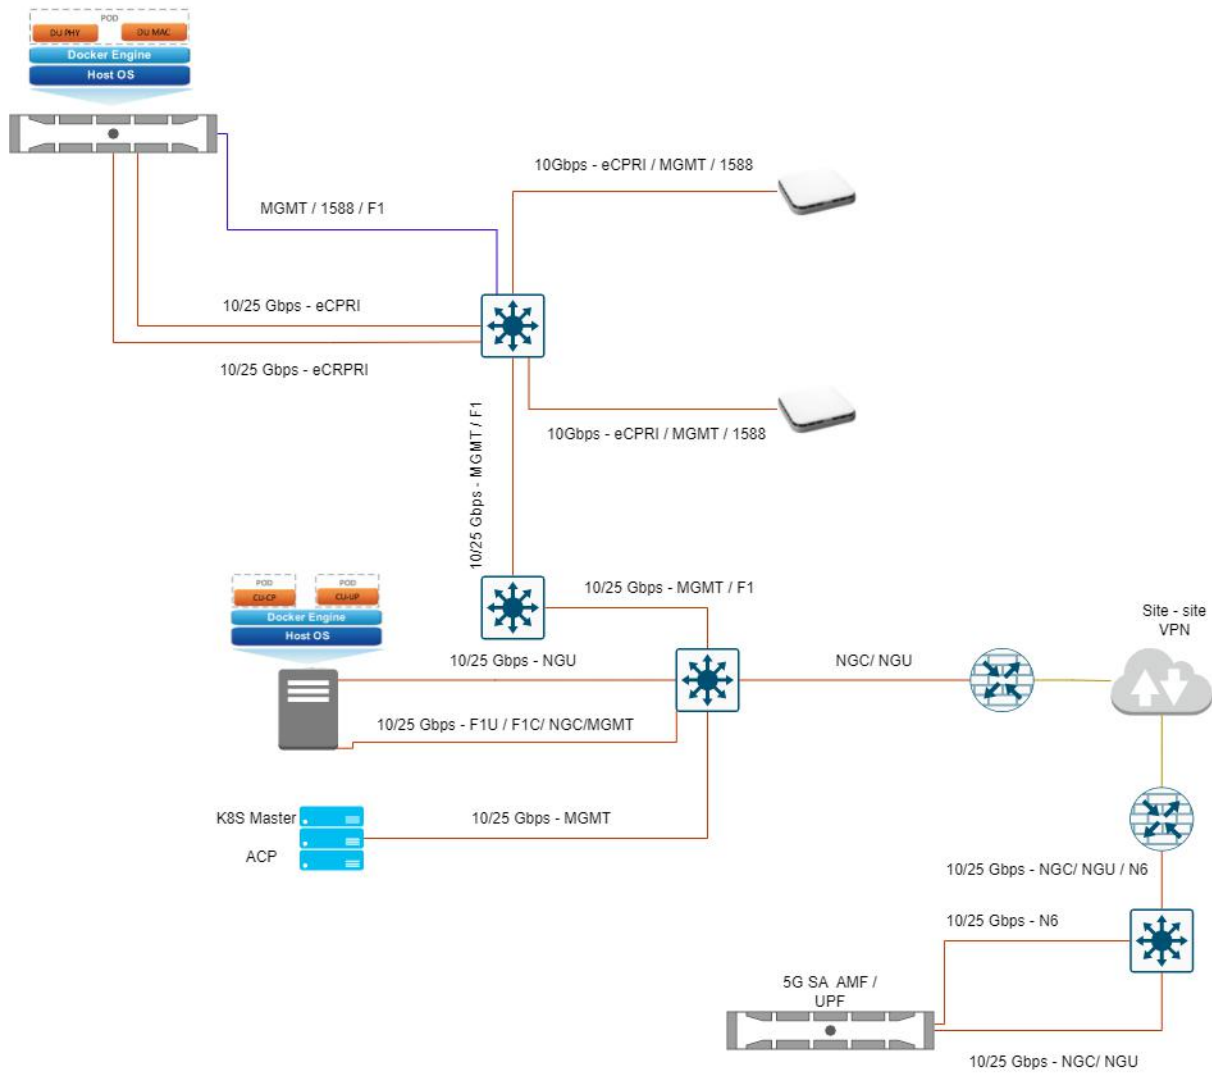 POD
DU PHY
DU MAC
Docker Engine
Host OS
10Gbps - eCPRI / MGMT / 1588
MGMT / 1588 / F1
10/25 Gbps - eCPRI
10/25 Gbps - eCRPRI
10/25 Gbps - MGMT / F1
10Gbps - eCPRI / MGMT / 1588
POD
POD
CU-CP
CU-UP
Docker Engine
Host OS
10/25 Gbps - MGMT / F1
10/25 Gbps - NGU
NGC/ NGU
Site - site
VPN
10/25 Gbps - F1U / F1C/ NGC/MGMT
K8S Master
ACP
10/25 Gbps - MGMT
10/25 Gbps - NGC/ NGU / N6
10/25 Gbps - N6
5G SA AMF /
UPF
10/25 Gbps - NGC/ NGU